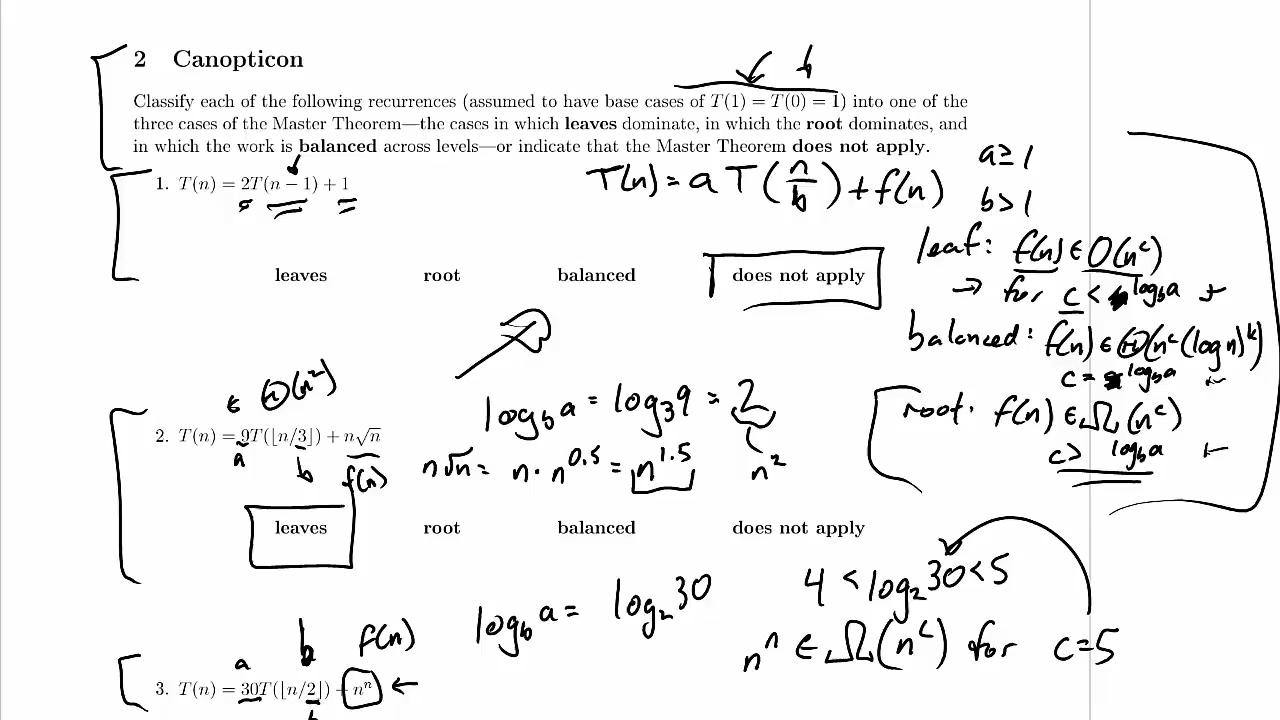 2 Canopticon
b
Classify each of the following recurrences (assumed to have base cases of T(1) = T(0) = 1) into one of the
three cases of the Master Theorem—the cases in which leaves dominate, in which the root dominates, and
in which the work is balanced across levels—or indicate that the Master Theorem does not apply.
1. T(n) = 2T(n − 1) + 1
T(n) = a T(n/b) + f(n)
a ≥ 1
b > 1
leaves root balanced does not apply
leaf: f(n) ∈ O(n^c)
→ for c < log_b a
balanced: f(n) ∈ Θ(n^c (log n)^k)
c = log_b a
root: f(n) ∈ Ω(n^c)
c > log_b a
∈ Θ(n²)
2. T(n) = 9T(⌊n/3⌋) + n√n
a b f(n)
log_b a = log_3 9 = 2
n√n = n · n^0.5 = n^1.5
n²
leaves root balanced does not apply
log_b a = log_2 30
4 < log_2 30 < 5
n^n ∈ Ω(n^c) for c = 5
a b f(n)
3. T(n) = 30T(⌊n/2⌋) + n^n ←
b